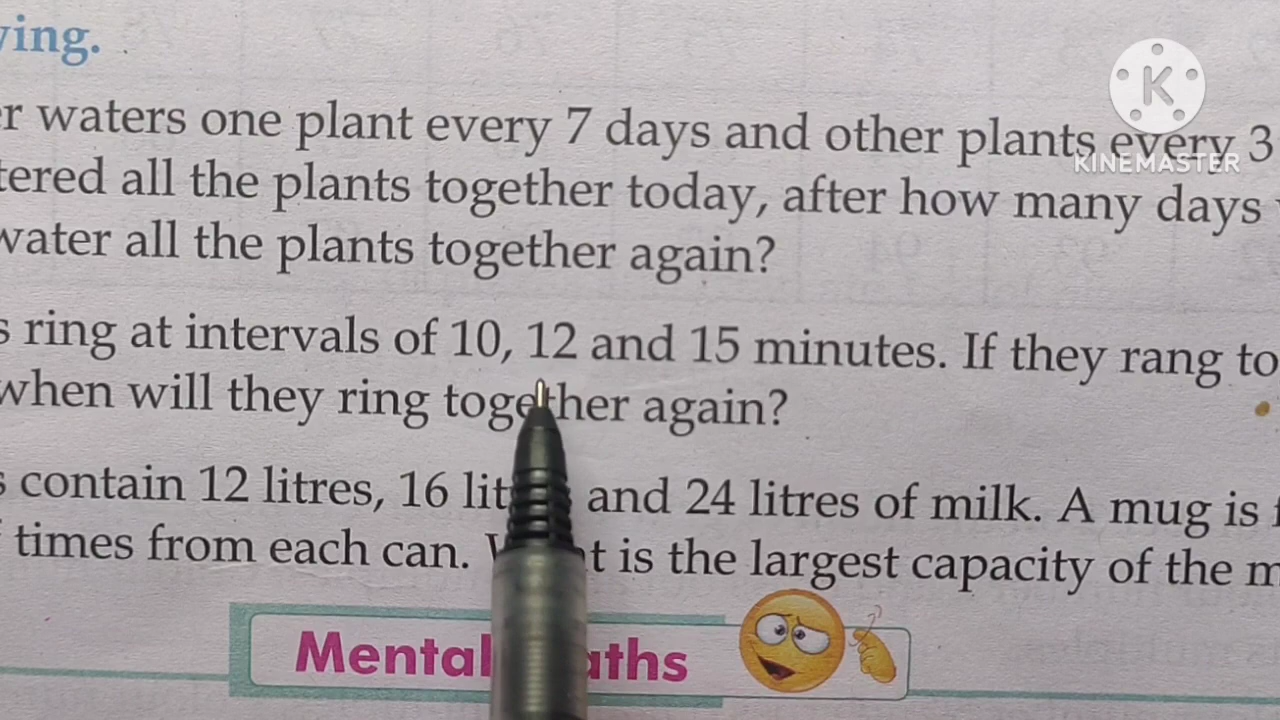 ying.
KINEMASTER
er waters one plant every 7 days and other plants every 3
tered all the plants together today, after how many days
water all the plants together again?
s ring at intervals of 10, 12 and 15 minutes. If they rang to
when will they ring together again?
s contain 12 litres, 16 lit and 24 litres of milk. A mug is
times from each can. is the largest capacity of the m
Mental